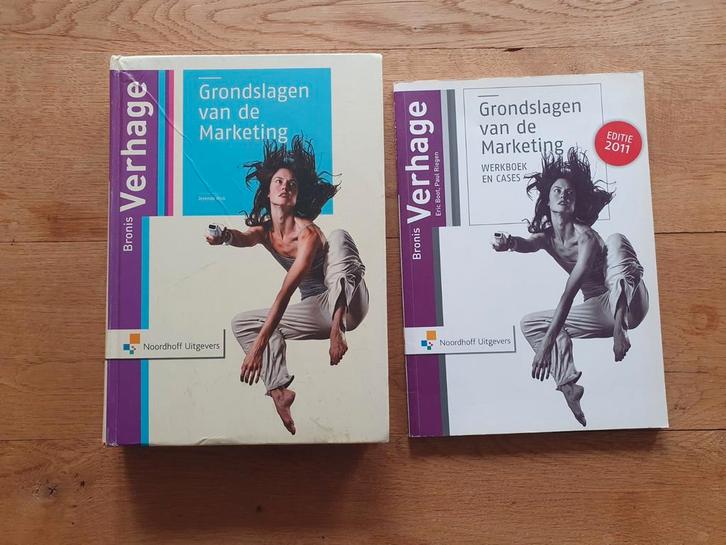 Bronis Verhage
Grondslagen
van de
Marketing
Noordhoff Uitgevers
Bronis Verhage
Eric Boot, Paul Riegen
Grondslagen
van de
Marketing
WERKBOEK
EN CASES
EDITIE
2011
Noordhoff Uitgevers